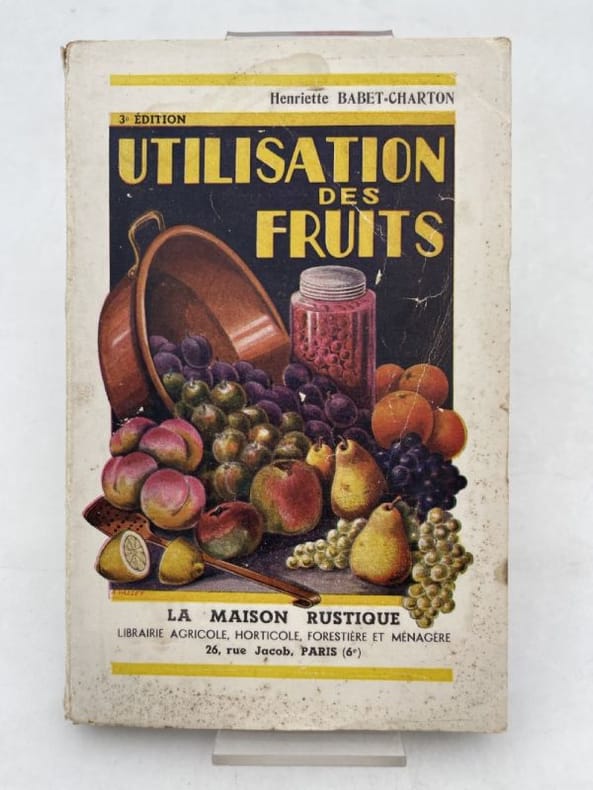 Henriette BABET-CHARTON
3e ÉDITION
UTILISATION
DES
FRUITS
LA MAISON RUSTIQUE
LIBRAIRIE AGRICOLE, HORTICOLE, FORESTIÈRE ET MÉNAGÈRE
26, rue Jacob, PARIS (6e)